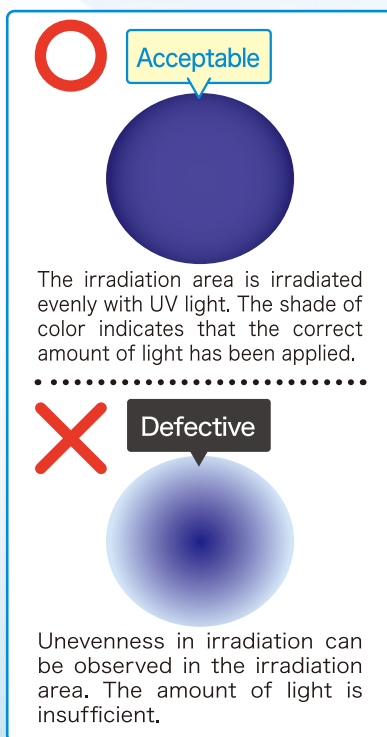 Acceptable
The irradiation area is irradiated
evenly with UV light. The shade of
color indicates that the correct
amount of light has been applied.
Defective
Unevenness in irradiation can
be observed in the irradiation
area. The amount of light is
insufficient.